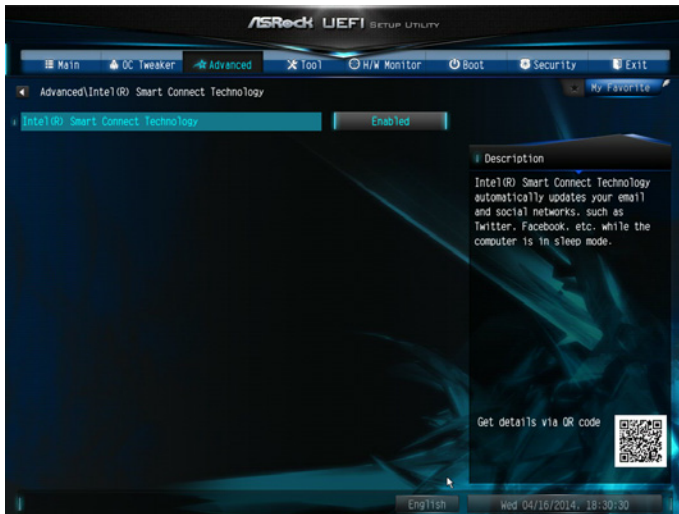 ASRock UEFI SETUP UTILITY
Main OC Tweaker Advanced Tool H/W Monitor Boot Security Exit
Advanced\Intel(R) Smart Connect Technology
My Favorite
Intel(R) Smart Connect Technology Enabled
Description
Intel(R) Smart Connect Technology
automatically updates your email
and social networks, such as
Twitter, Facebook, etc. while the
computer is in sleep mode.
Get details via QR code
English Wed 04/16/2014, 18:30:30